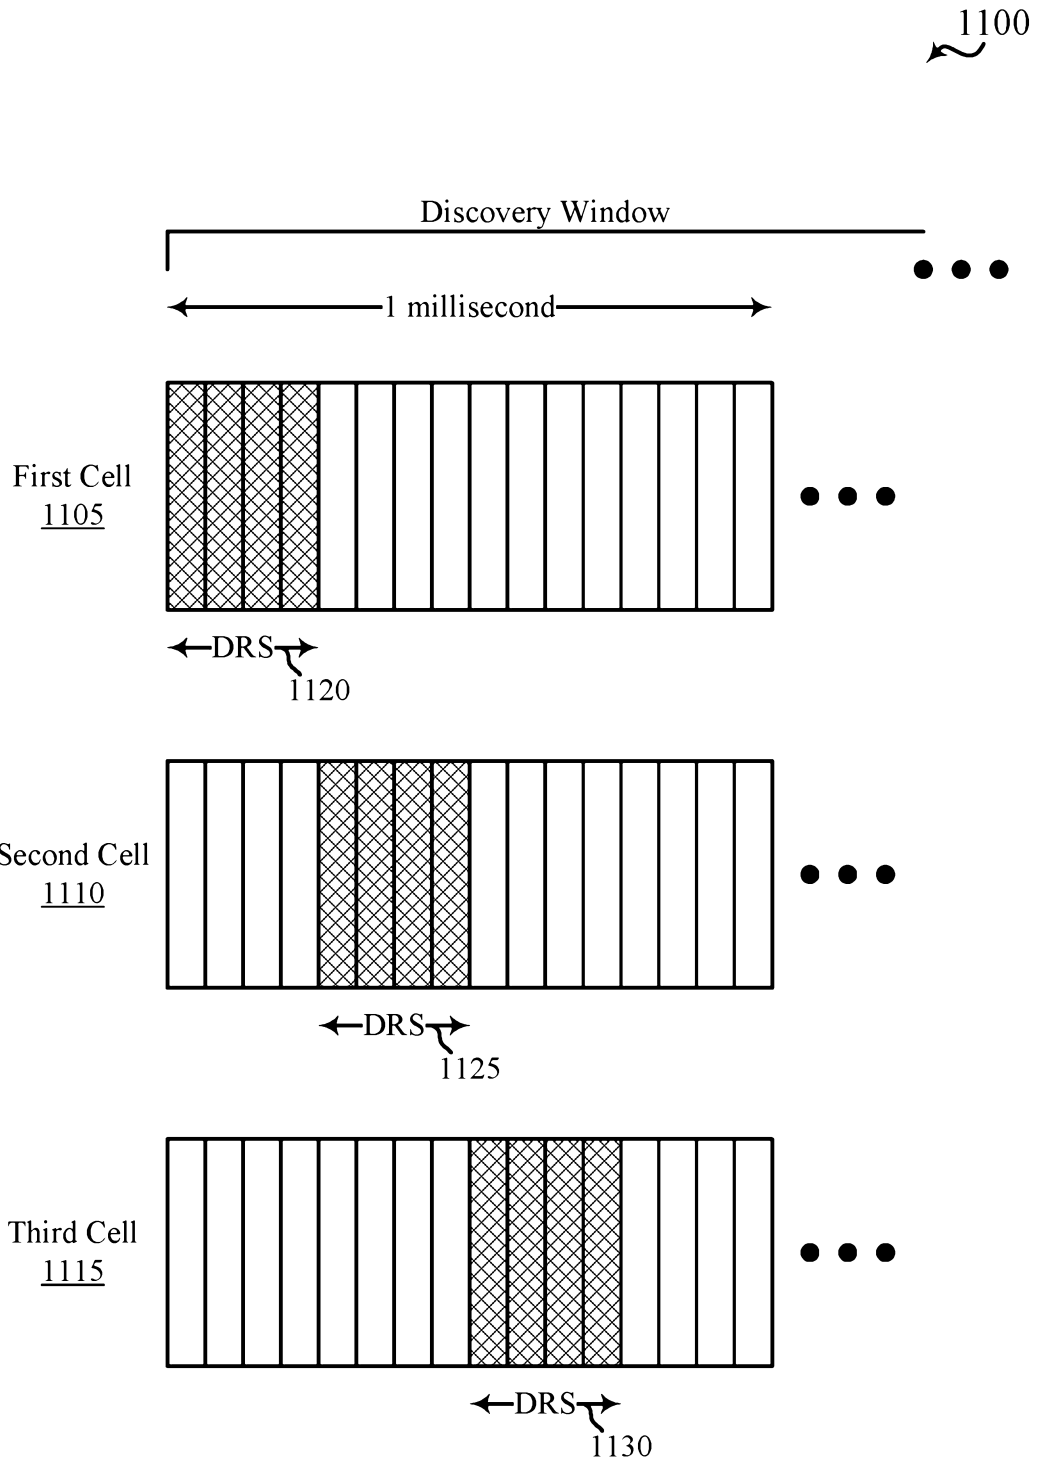 1100
Discovery Window
1 millisecond
First Cell
1105
DRS
1120
Second Cell
1110
DRS
1125
Third Cell
1115
DRS
1130